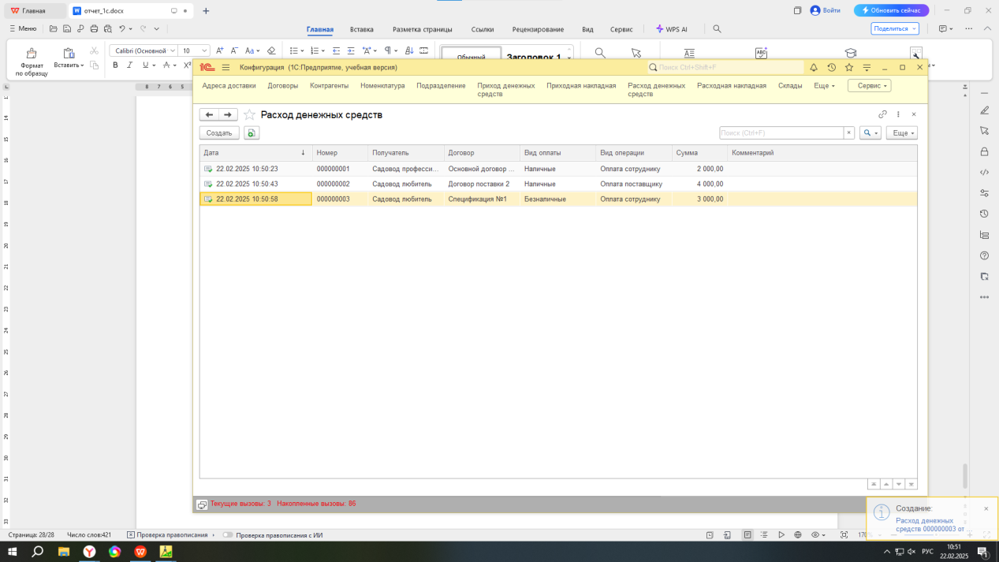 Главная
отчет_1с.docx
Войти
Обновить сейчас
Меню
Главная Вставка Разметка страницы Ссылки Рецензирование Вид Сервис WPS AI
Поделиться
Формат по образцу
Вставить
Calibri (Основной 10
Обычный Заголовок 1
1С Конфигурация (1С:Предприятие, учебная версия)
Поиск Ctrl+Shift+F
Адреса доставки Договоры Контрагенты Номенклатура Подразделение Приход денежных средств Приходная накладная Расход денежных средств Расходная накладная Склады Еще Сервис
Расход денежных средств
Создать
Поиск (Ctrl+F)
Еще
Дата Номер Получатель Договор Вид оплаты Вид операции Сумма Комментарий
22.02.2025 10:50:23 000000001 Садовод професси... Основной договор ... Наличные Оплата сотруднику 2 000,00
22.02.2025 10:50:43 000000002 Садовод любитель Договор поставки 2 Наличные Оплата поставщику 4 000,00
22.02.2025 10:50:58 000000003 Садовод любитель Спецификация №1 Безналичные Оплата сотруднику 3 000,00
Текущие вызовы: 3 Накопленные вызовы: 86
Создание:
Расход денежных
средств 000000003 от ...
Страница: 28/28 Число слов:421 Проверка правописания Проверка правописания с ИИ
РУС
10:51
22.02.2025